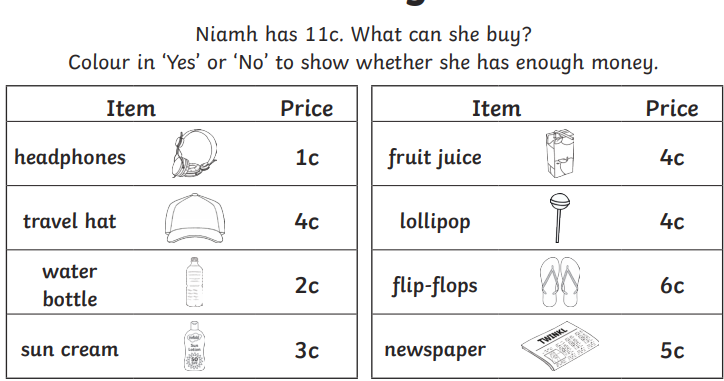 Niamh has 11c. What can she buy?
Colour in ‘Yes’ or ‘No’ to show whether she has enough money.
Item Price
headphones 1c
travel hat 4c
water
bottle 2c
sun cream 3c
Item Price
fruit juice 4c
lollipop 4c
flip-flops 6c
TWINKL
newspaper 5c